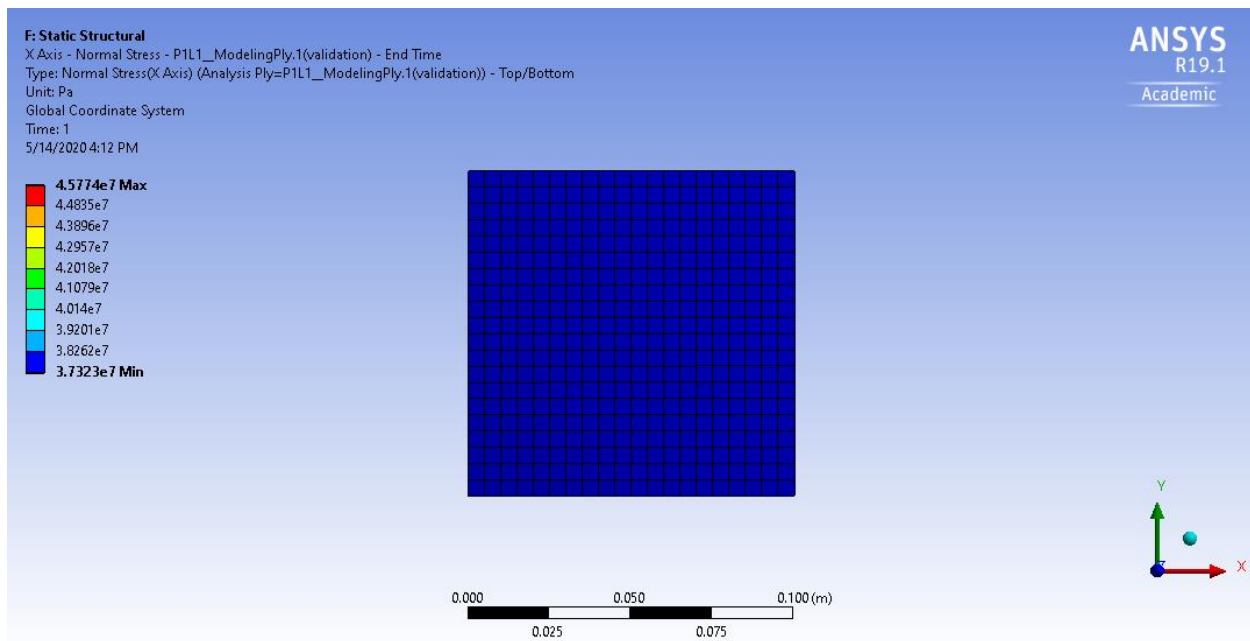 F: Static Structural
X Axis - Normal Stress - P1L1__ModelingPly.1(validation) - End Time
Type: Normal Stress(X Axis) (Analysis Ply=P1L1__ModelingPly.1(validation)) - Top/Bottom
Unit: Pa
Global Coordinate System
Time: 1
5/14/2020 4:12 PM
ANSYS
R19.1
Academic
4.5774e7 Max
4.4835e7
4.3896e7
4.2957e7
4.2018e7
4.1079e7
4.014e7
3.9201e7
3.8262e7
3.7323e7 Min
Y
Z
X
0.000 0.050 0.100 (m)
0.025 0.075